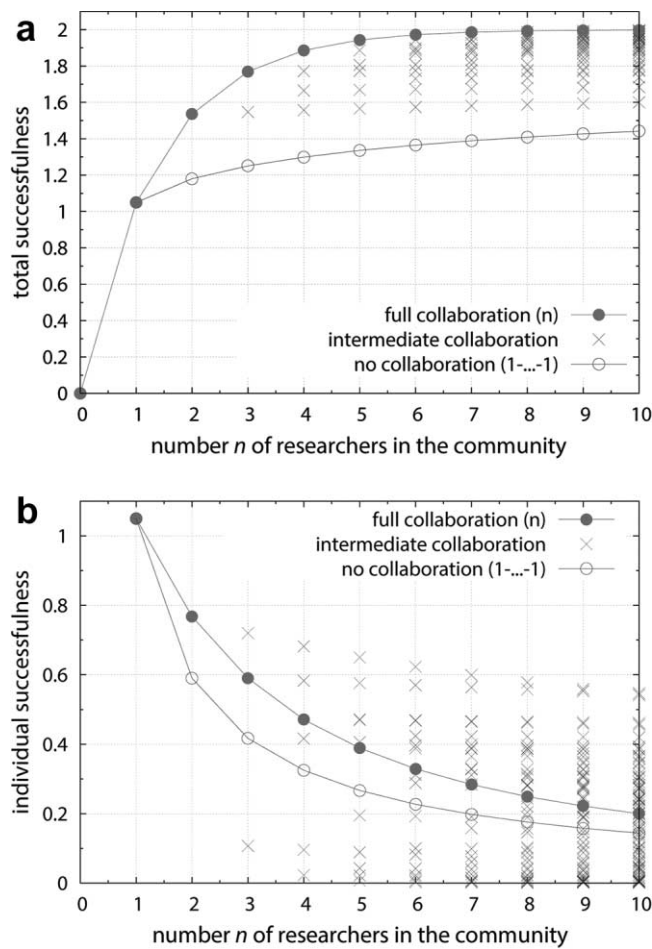 a
2
1.8
1.6
1.4
1.2
1
0.8
0.6
0.4
0.2
0
total successfulness
full collaboration (n)
intermediate collaboration
no collaboration (1-...-1)
0 1 2 3 4 5 6 7 8 9 10
number n of researchers in the community
b
1
0.8
0.6
0.4
0.2
0
individual successfulness
full collaboration (n)
intermediate collaboration
no collaboration (1-...-1)
0 1 2 3 4 5 6 7 8 9 10
number n of researchers in the community